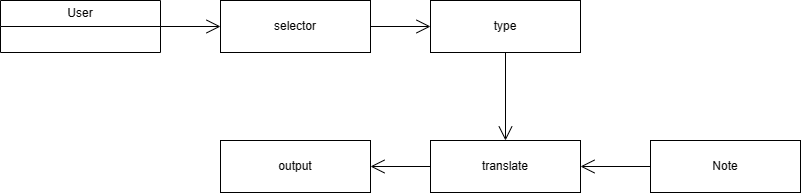 User
selector
type
output
translate
Note